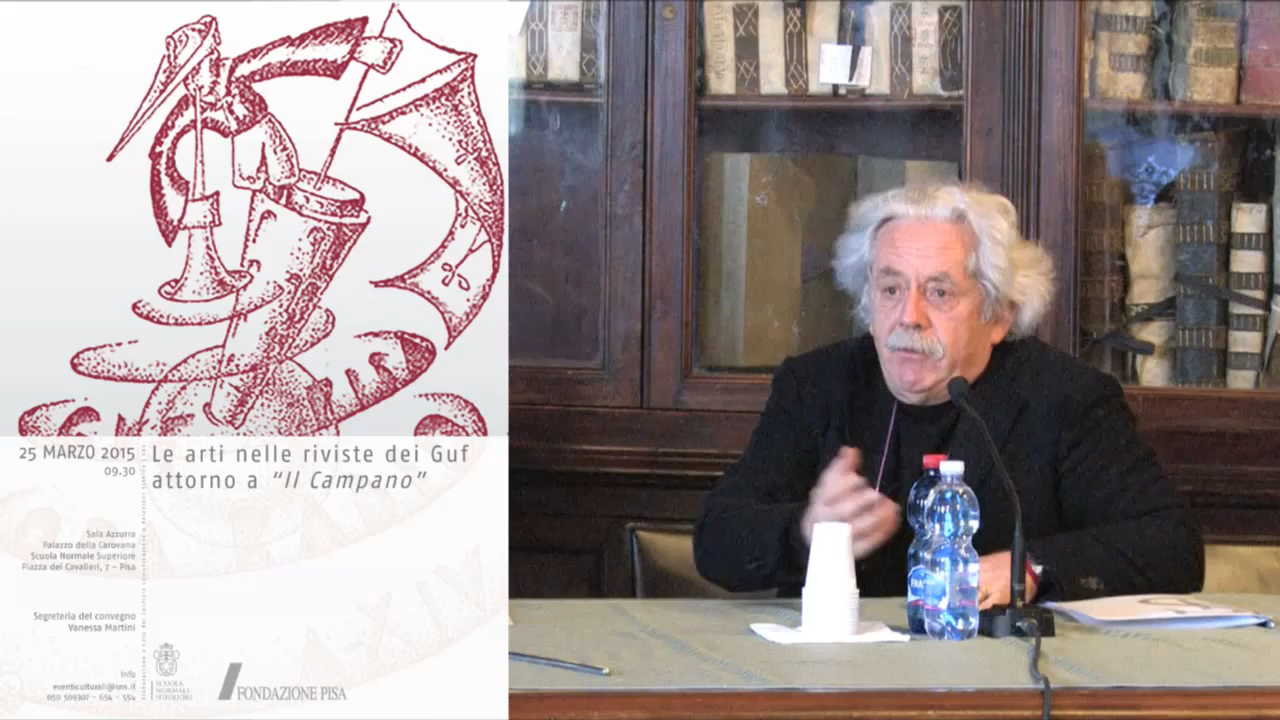 25 MARZO 2015
09.30
Le arti nelle riviste dei Guf
attorno a “Il Campano”
Sala Azzurra
Palazzo della Carovana
Scuola Normale Superiore
Piazza dei Cavalieri, 7 – Pisa
Segreteria del convegno
Vanessa Martini
Info
eventiculturali@sns.it
050 509307 – 654 – 554
SCUOLA
NORMALE
SUPERIORE
FONDAZIONE PISA